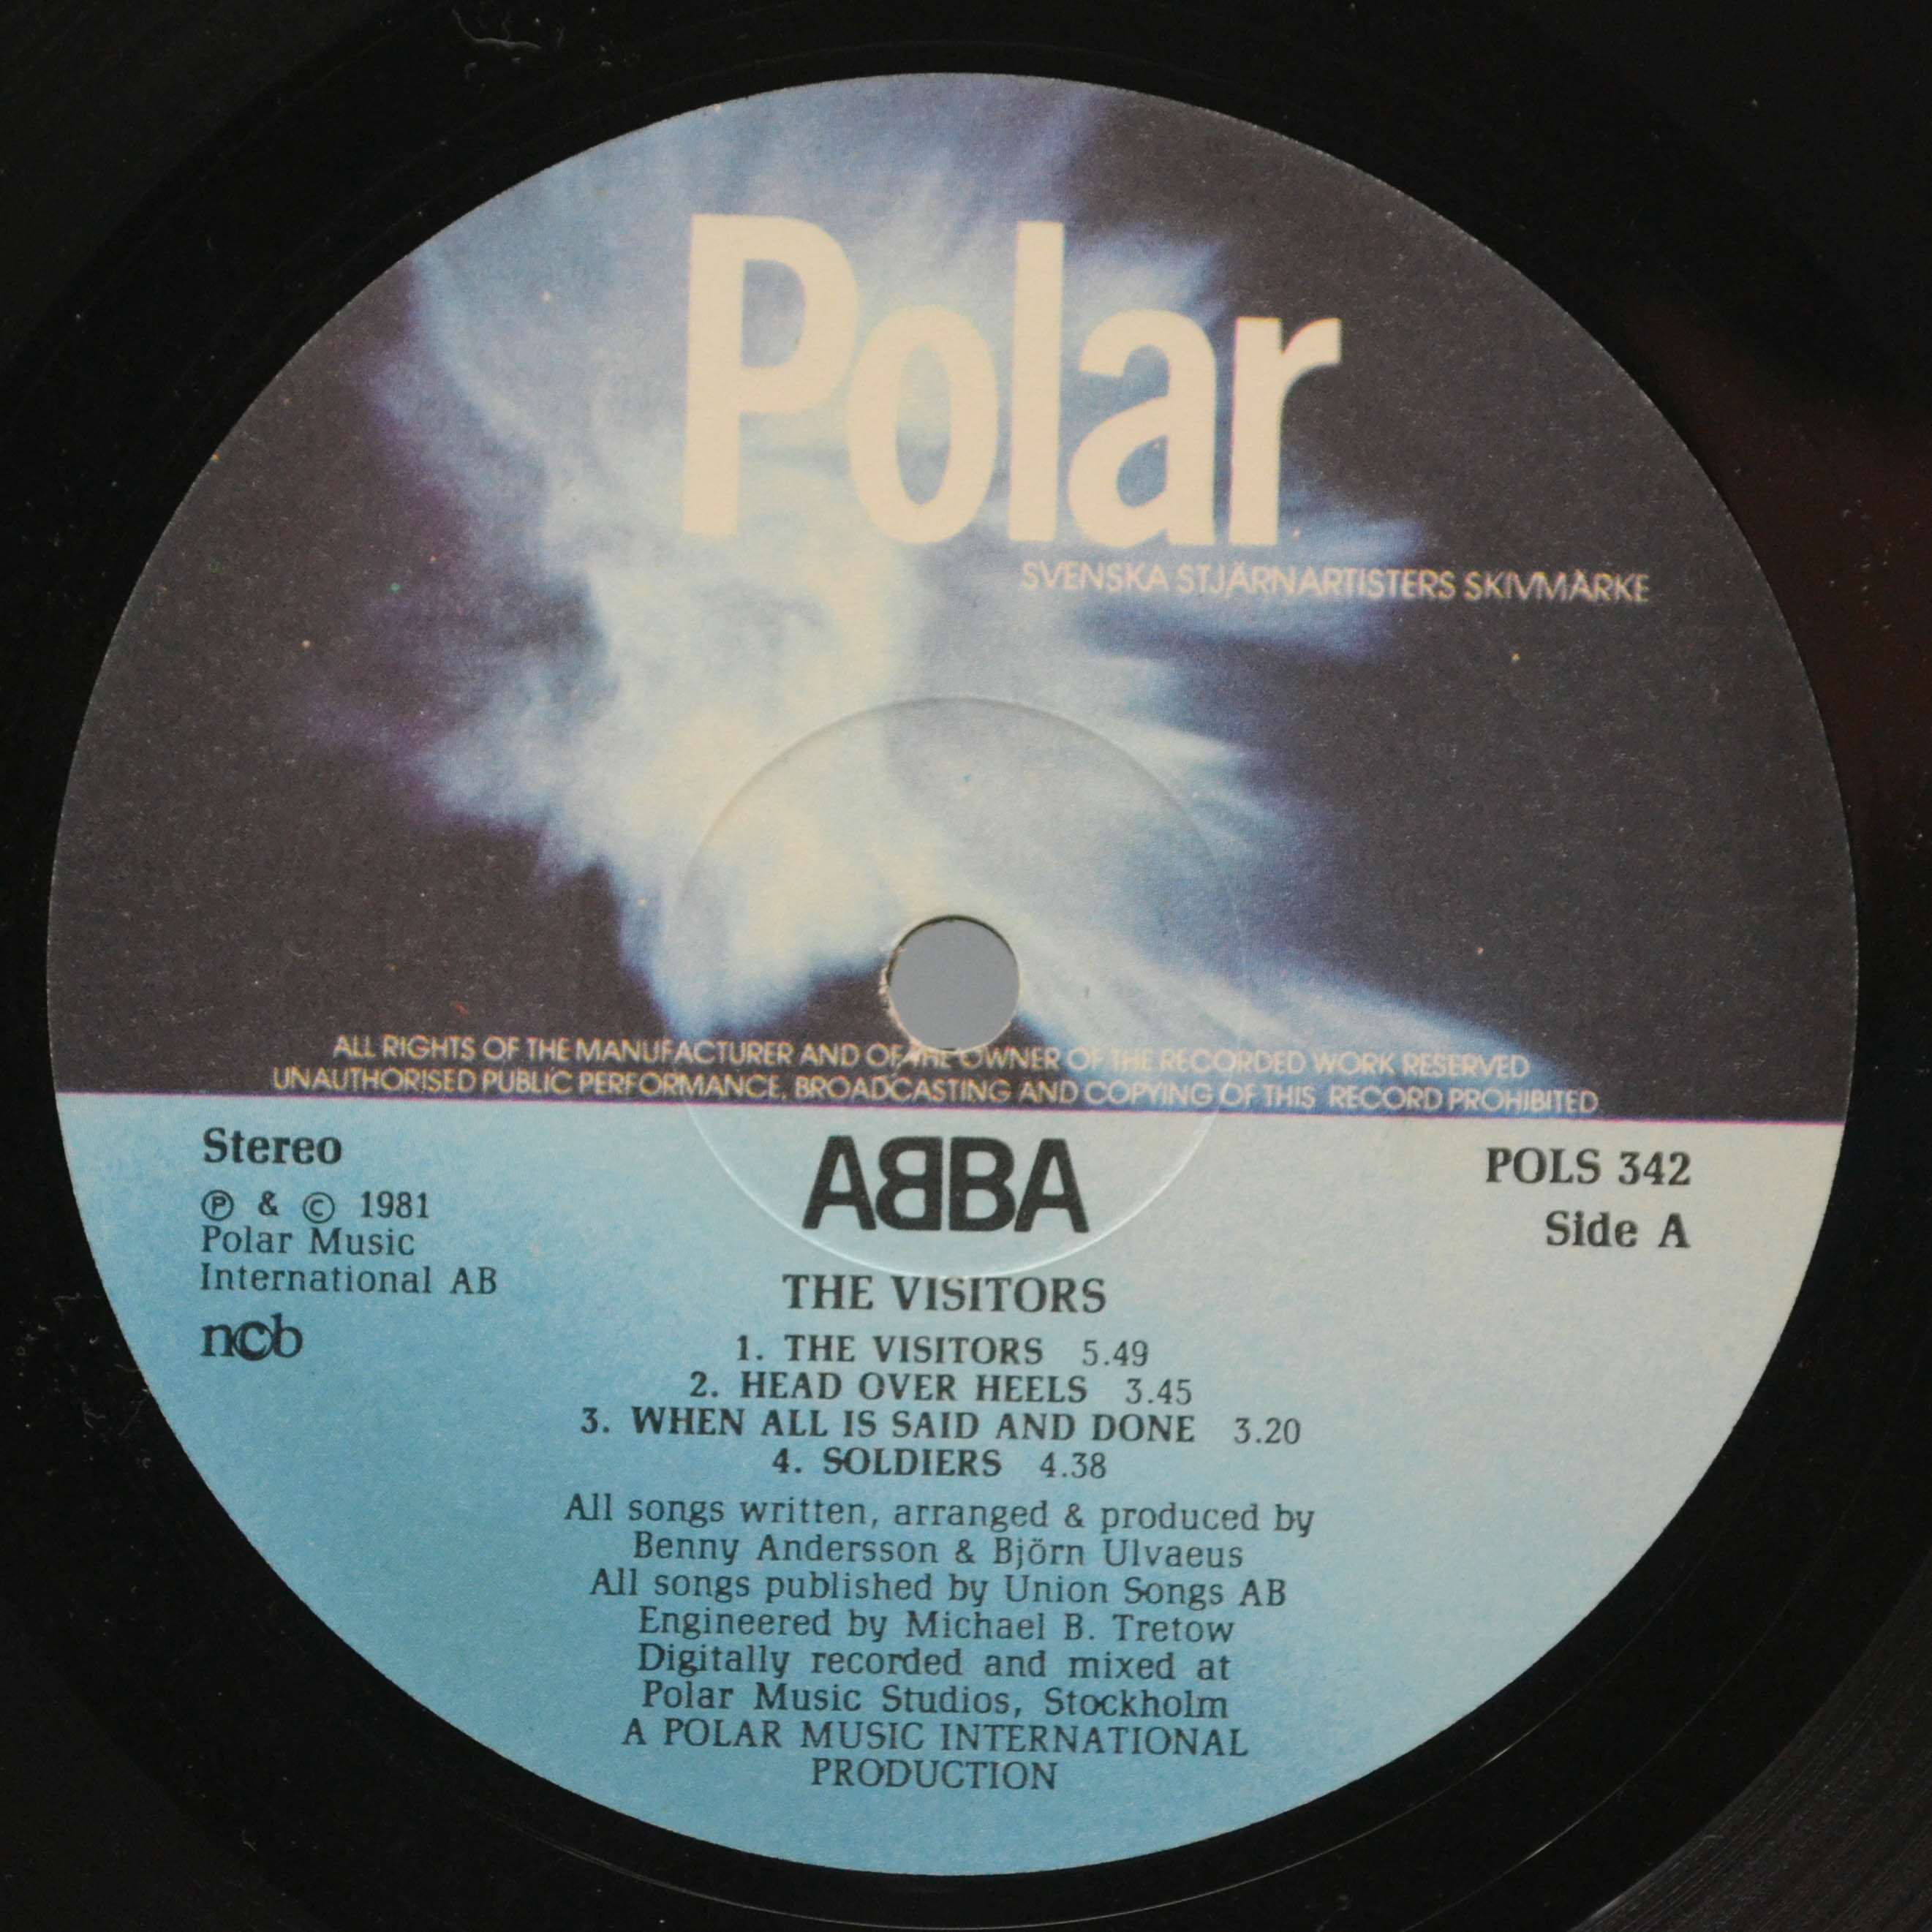 Polar
SVENSKA STJÄRNARTISTERS SKIVMÄRKE
ALL RIGHTS OF THE MANUFACTURER AND OF THE OWNER OF THE RECORDED WORK RESERVED
UNAUTHORISED PUBLIC PERFORMANCE, BROADCASTING AND COPYING OF THIS RECORD PROHIBITED
Stereo
℗ & © 1981
Polar Music
International AB
ncb
ABBA
POLS 342
Side A
THE VISITORS
1. THE VISITORS 5.49
2. HEAD OVER HEELS 3.45
3. WHEN ALL IS SAID AND DONE 3.20
4. SOLDIERS 4.38
All songs written, arranged & produced by
Benny Andersson & Björn Ulvaeus
All songs published by Union Songs AB
Engineered by Michael B. Tretow
Digitally recorded and mixed at
Polar Music Studios, Stockholm
A POLAR MUSIC INTERNATIONAL
PRODUCTION